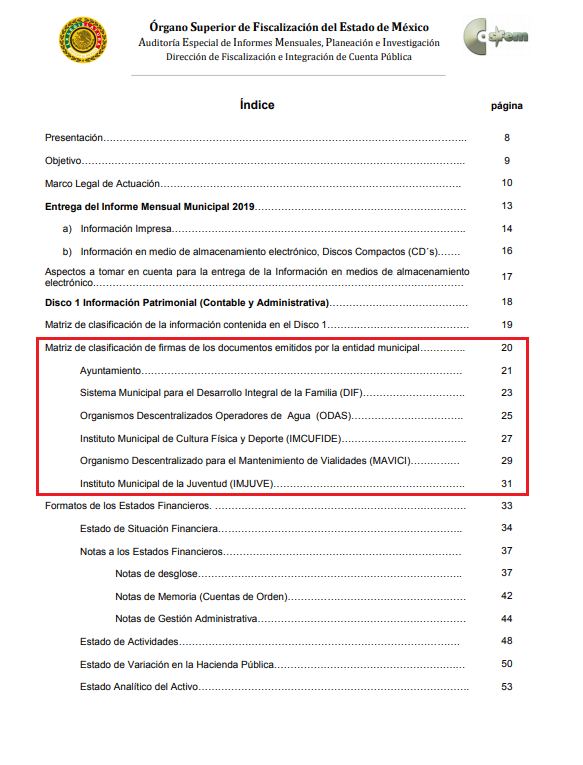 Órgano Superior de Fiscalización del Estado de México
Auditoría Especial de Informes Mensuales, Planeación e Investigación
Dirección de Fiscalización e Integración de Cuenta Pública
osfem
Índice página
Presentación…………………………………………………………………………………….. 8
Objetivo………………………………………………………………………………………….. 9
Marco Legal de Actuación……………………………………………………………………. 10
Entrega del Informe Mensual Municipal 2019……………………………………………… 13
a) Información Impresa…………………………………………………………………… 14
b) Información en medio de almacenamiento electrónico, Discos Compactos (CD´s)……. 16
Aspectos a tomar en cuenta para la entrega de la Información en medios de almacenamiento
electrónico……………………………………………………………………………………… 17
Disco 1 Información Patrimonial (Contable y Administrativa)……………………………… 18
Matriz de clasificación de la información contenida en el Disco 1……………………………. 19
Matriz de clasificación de firmas de los documentos emitidos por la entidad municipal………….. 20
Ayuntamiento…………………………………………………………………………… 21
Sistema Municipal para el Desarrollo Integral de la Familia (DIF)…………………….. 23
Organismos Descentralizados Operadores de Agua (ODAS)……………………………. 25
Instituto Municipal de Cultura Física y Deporte (IMCUFIDE)………………………….. 27
Organismo Descentralizado para el Mantenimiento de Vialidades (MAVICI)…………… 29
Instituto Municipal de la Juventud (IMJUVE)…………………………………………… 31
Formatos de los Estados Financieros. ……………………………………………………… 33
Estado de Situación Financiera………………………………………………………….. 34
Notas a los Estados Financieros………………………………………………………… 37
Notas de desglose………………………………………………………………….. 37
Notas de Memoria (Cuentas de Orden)……………………………………………… 42
Notas de Gestión Administrativa…………………………………………………… 44
Estado de Actividades…………………………………………………………………… 48
Estado de Variación en la Hacienda Pública…………………………………………….. 50
Estado Analítico del Activo……………………………………………………………….. 53